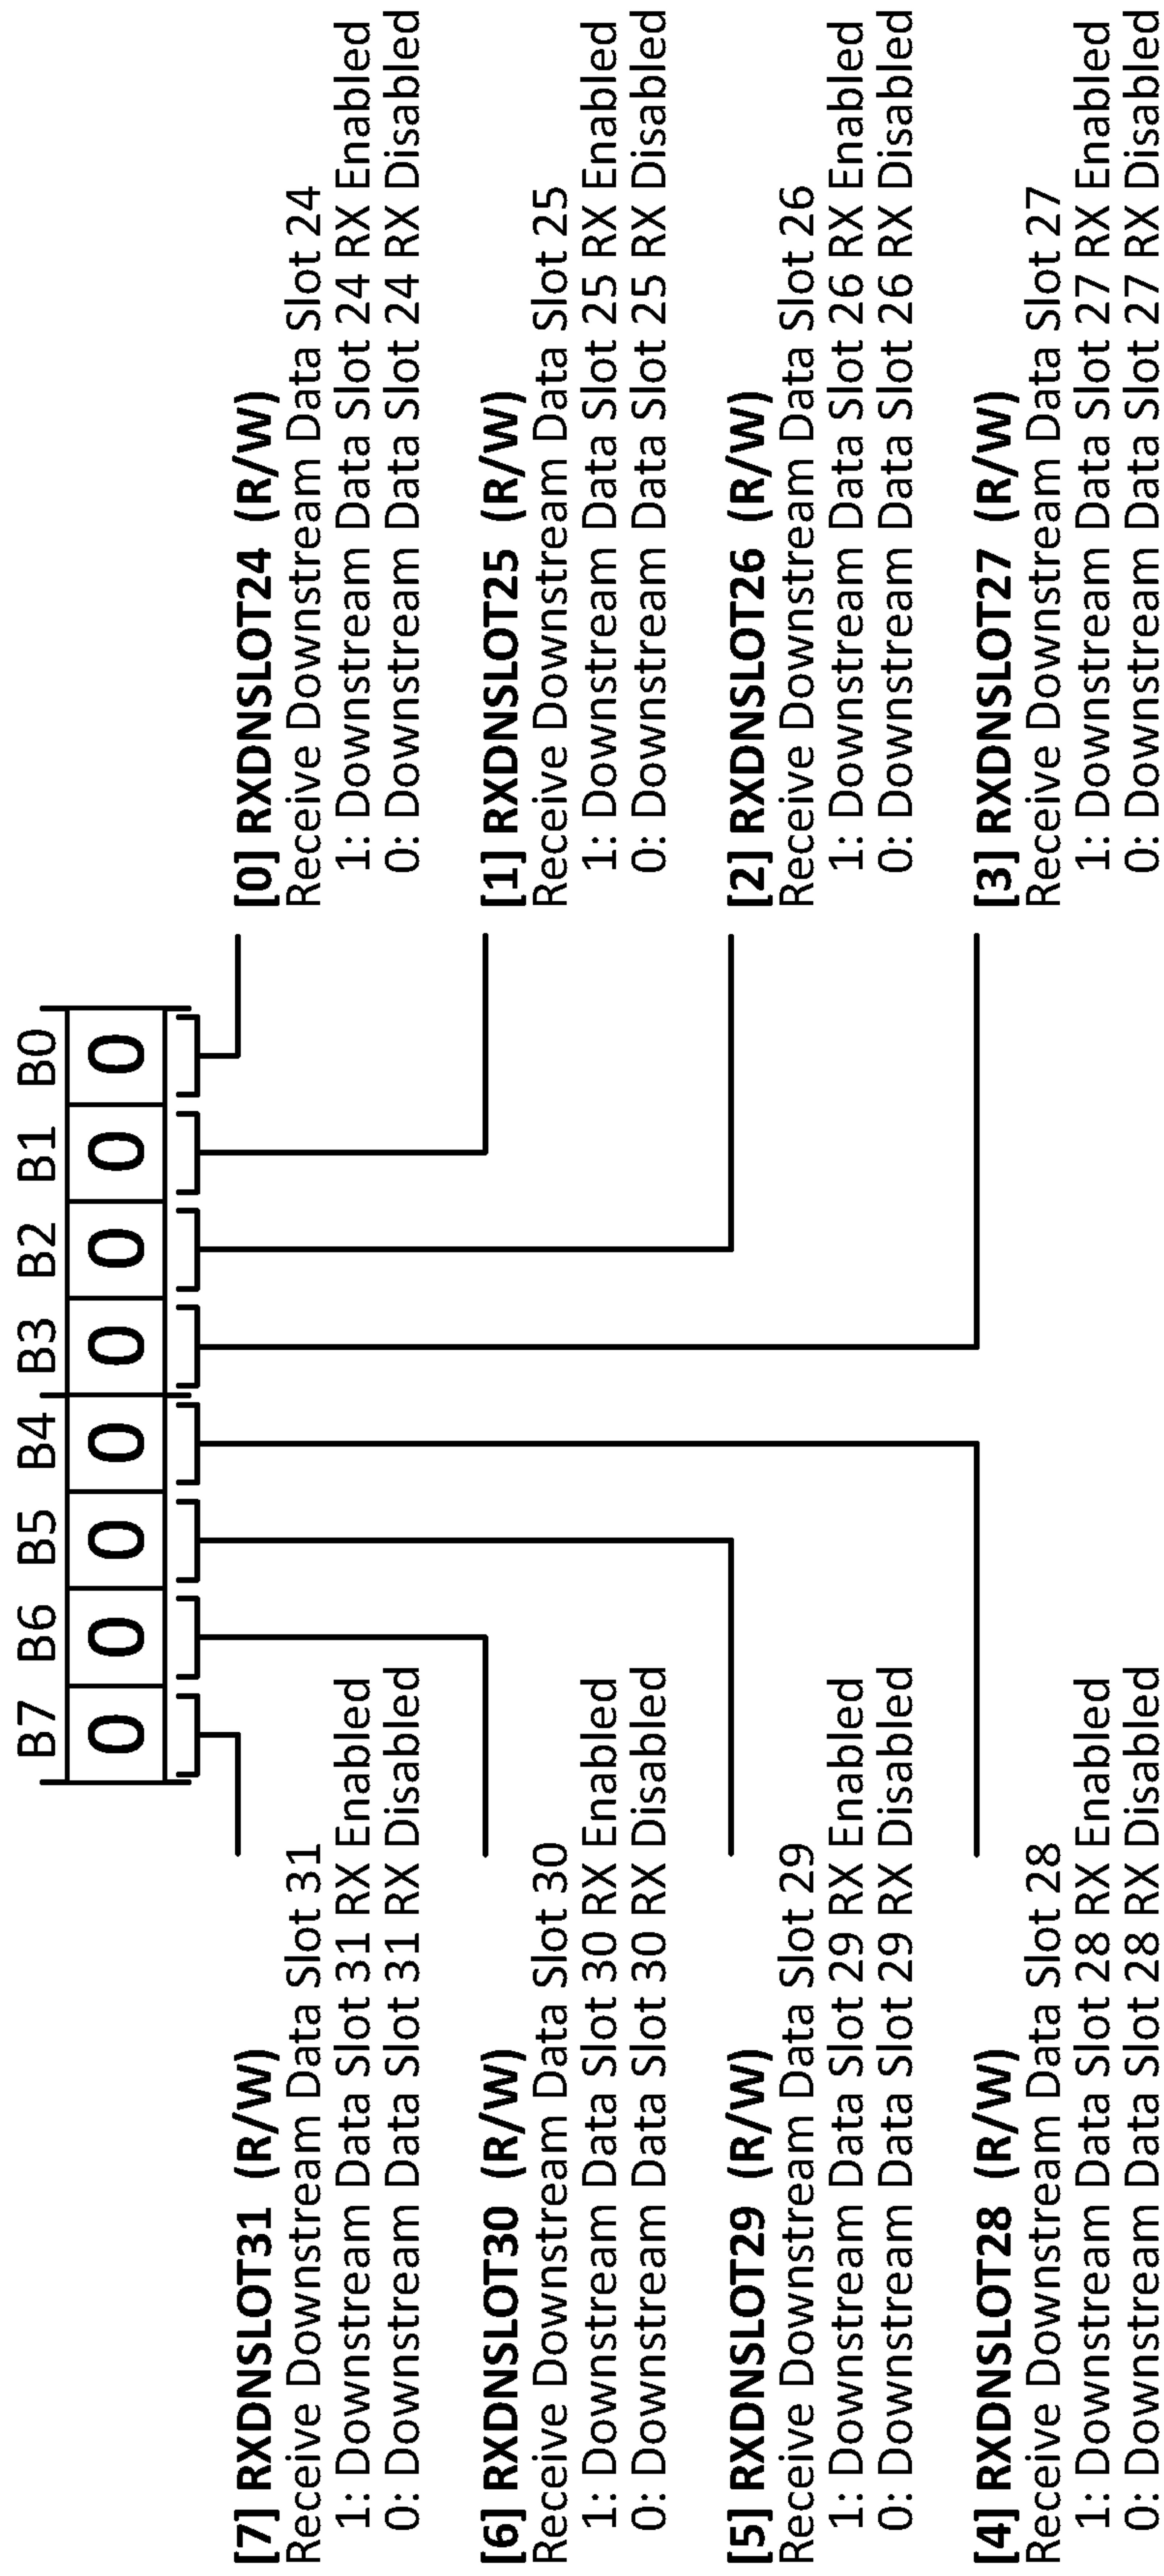 B7 B6 B5 B4 B3 B2 B1 B0
0 0 0 0 0 0 0 0
[7] RXDNSLOT31 (R/W)
Receive Downstream Data Slot 31
1: Downstream Data Slot 31 RX Enabled
0: Downstream Data Slot 31 RX Disabled
[0] RXDNSLOT24 (R/W)
Receive Downstream Data Slot 24
1: Downstream Data Slot 24 RX Enabled
0: Downstream Data Slot 24 RX Disabled
[6] RXDNSLOT30 (R/W)
Receive Downstream Data Slot 30
1: Downstream Data Slot 30 RX Enabled
0: Downstream Data Slot 30 RX Disabled
[1] RXDNSLOT25 (R/W)
Receive Downstream Data Slot 25
1: Downstream Data Slot 25 RX Enabled
0: Downstream Data Slot 25 RX Disabled
[5] RXDNSLOT29 (R/W)
Receive Downstream Data Slot 29
1: Downstream Data Slot 29 RX Enabled
0: Downstream Data Slot 29 RX Disabled
[2] RXDNSLOT26 (R/W)
Receive Downstream Data Slot 26
1: Downstream Data Slot 26 RX Enabled
0: Downstream Data Slot 26 RX Disabled
[4] RXDNSLOT28 (R/W)
Receive Downstream Data Slot 28
1: Downstream Data Slot 28 RX Enabled
0: Downstream Data Slot 28 RX Disabled
[3] RXDNSLOT27 (R/W)
Receive Downstream Data Slot 27
1: Downstream Data Slot 27 RX Enabled
0: Downstream Data Slot 27 RX Disabled